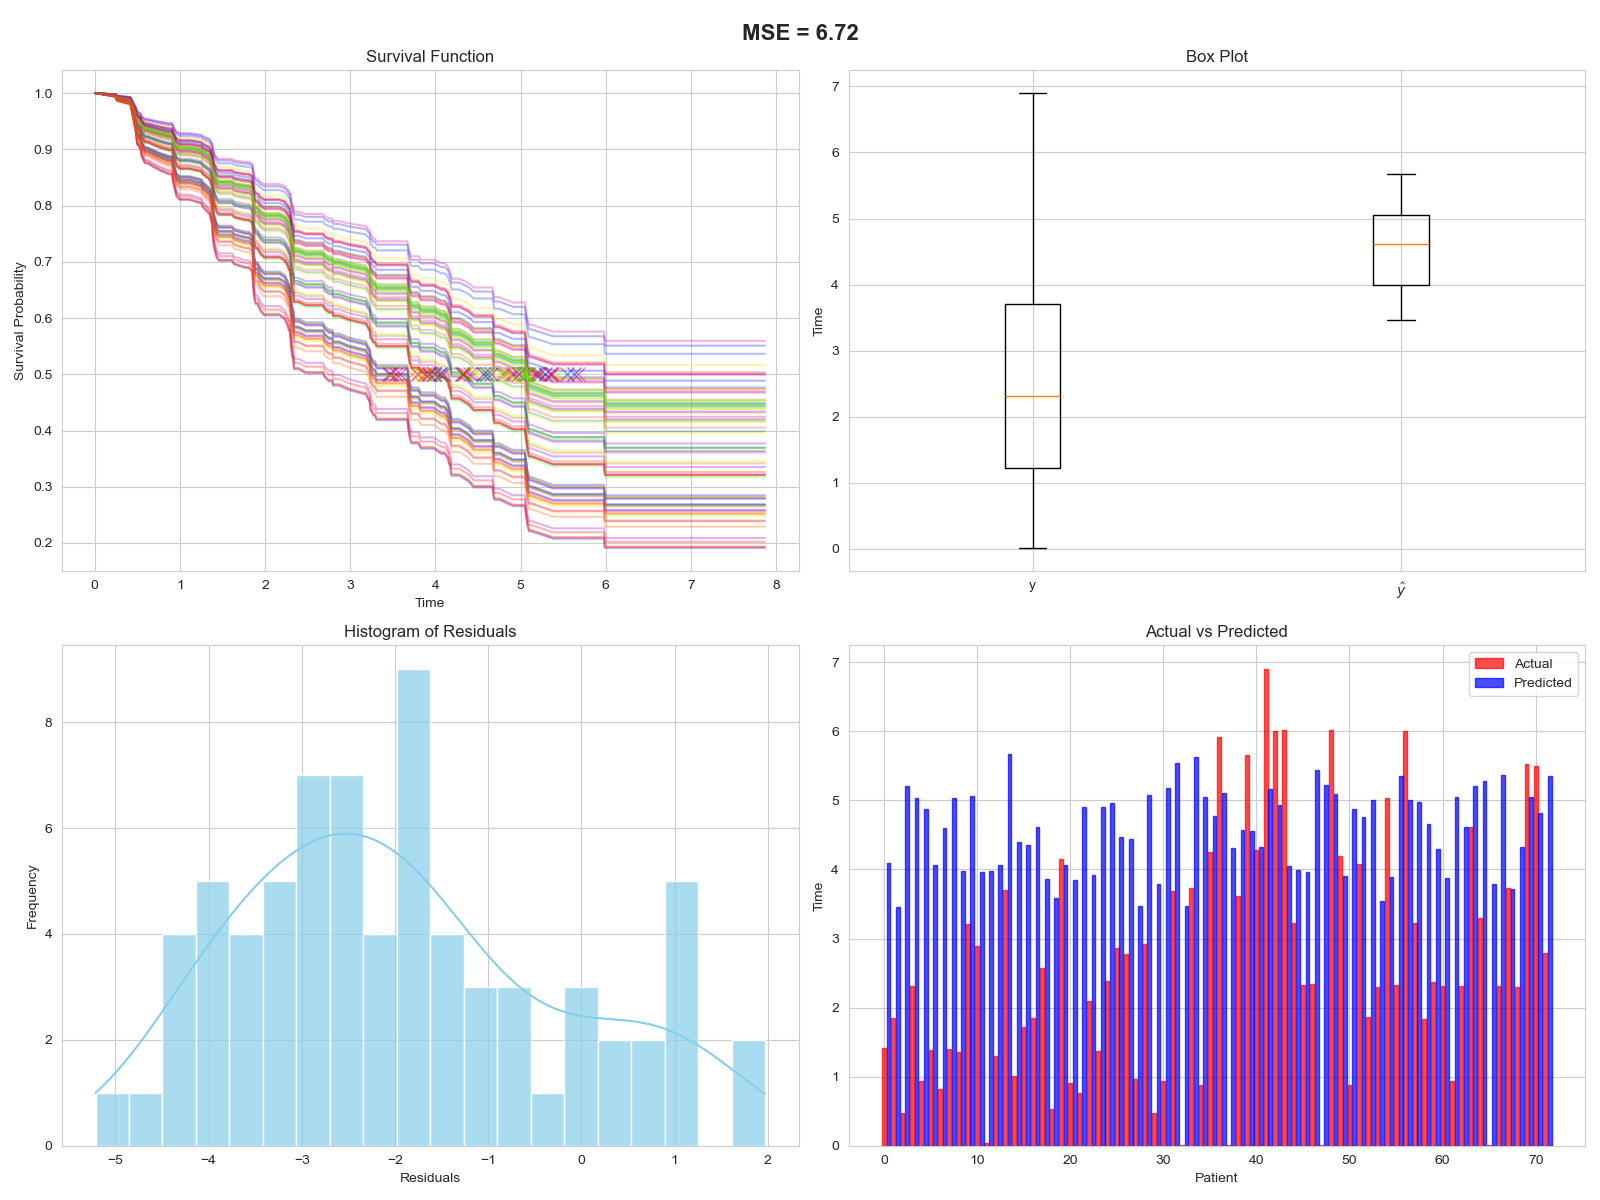 MSE = 6.72
Survival Function
Survival Probability
1.0
0.9
0.8
0.7
0.6
0.5
0.4
0.3
0.2
0 1 2 3 4 5 6 7 8
Time
Box Plot
Time
7
6
5
4
3
2
1
0
y ŷ
Histogram of Residuals
Frequency
8
6
4
2
0
−5 −4 −3 −2 −1 0 1 2
Residuals
Actual vs Predicted
Actual
Predicted
Time
7
6
5
4
3
2
1
0
0 10 20 30 40 50 60 70
Patient